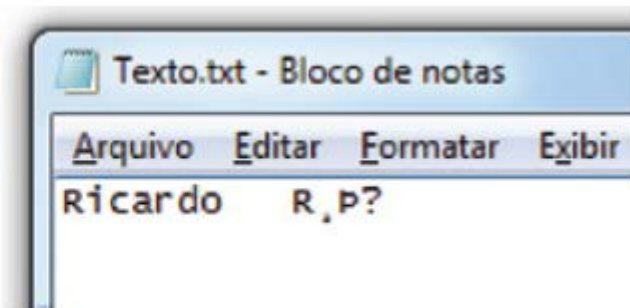 Texto.txt - Bloco de notas
Arquivo Editar Formatar Exibir
Ricardo R¸Þ?